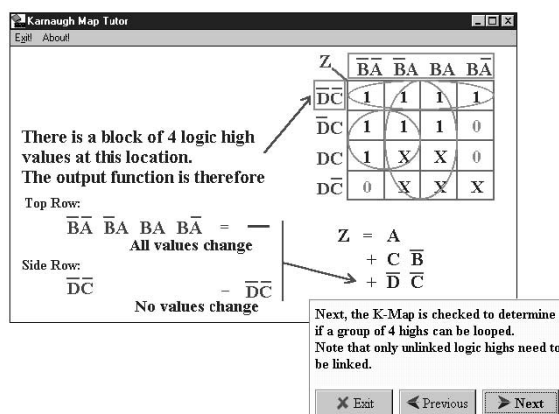 Karnaugh Map Tutor
Exit! About!
Z B̅A̅ B̅A BA BA̅
D̅C̅ 1 1 1 1
D̅C 1 1 1 0
DC 1 X X 0
DC̅ 0 X X X
There is a block of 4 logic high
values at this location.
The output function is therefore
Top Row:
B̅A̅ B̅A BA BA̅ = —
All values change
Side Row:
D̅C̅ = D̅C̅
No values change
Z = A
+ C B̅
+ D̅ C̅
Next, the K-Map is checked to determine
if a group of 4 highs can be looped.
Note that only unlinked logic highs need to
be linked.
Exit Previous Next